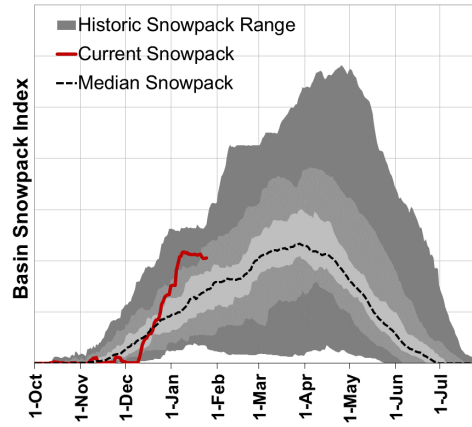 Historic Snowpack Range
Current Snowpack
Median Snowpack
Basin Snowpack Index
1-Oct
1-Nov
1-Dec
1-Jan
1-Feb
1-Mar
1-Apr
1-May
1-Jun
1-Jul